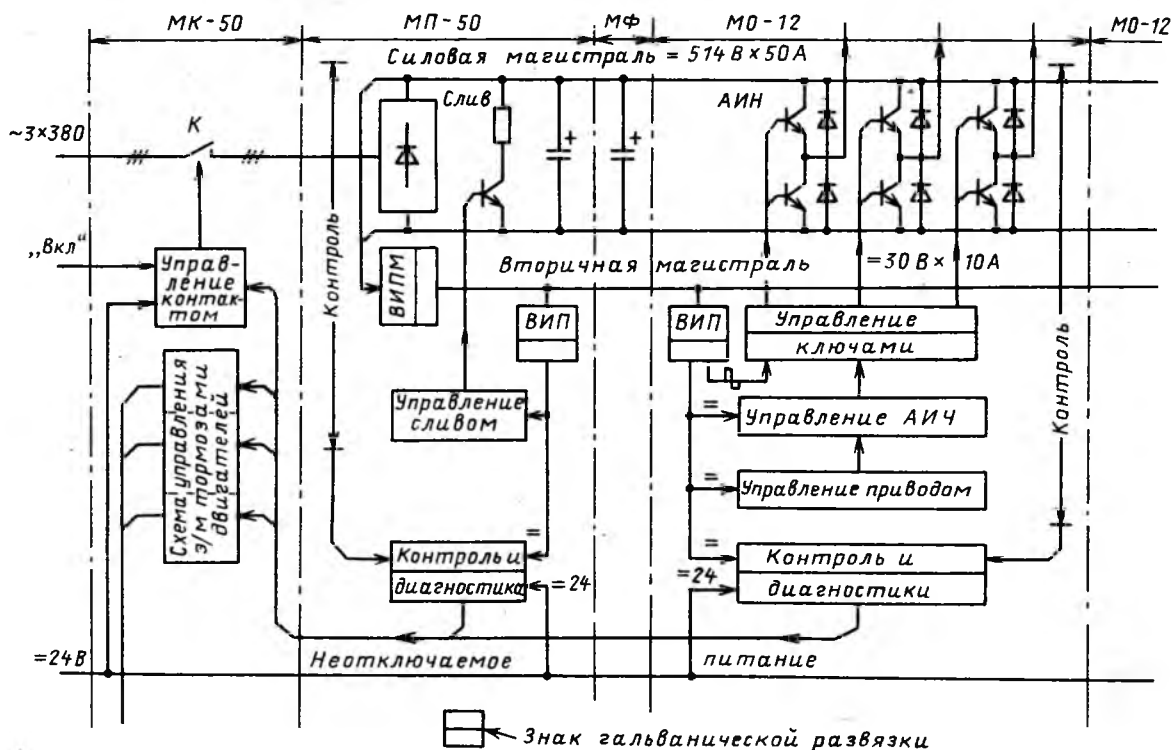 МК-50
МП-50
МФ
МО-12
МО-12
Силовая магистраль = 514 В × 50 А
Слив
АИН
~3×380
К
+
+
„Вкл“
Управ-
ление
контак-
том
Контроль
ВИПМ
Вторичная магистраль = 30 В × 10 А
ВИП
ВИП
Управление
ключами
Контроль
Схема управления
э/м тормозами
двигателей
Управление
сливом
=
Управление АИЧ
=
Управление приводом
=
Контроль и
диагностика
=24
=
Контроль и
диагностики
=24
=24В
Неотключаемое питание
Знак гальванической развязки